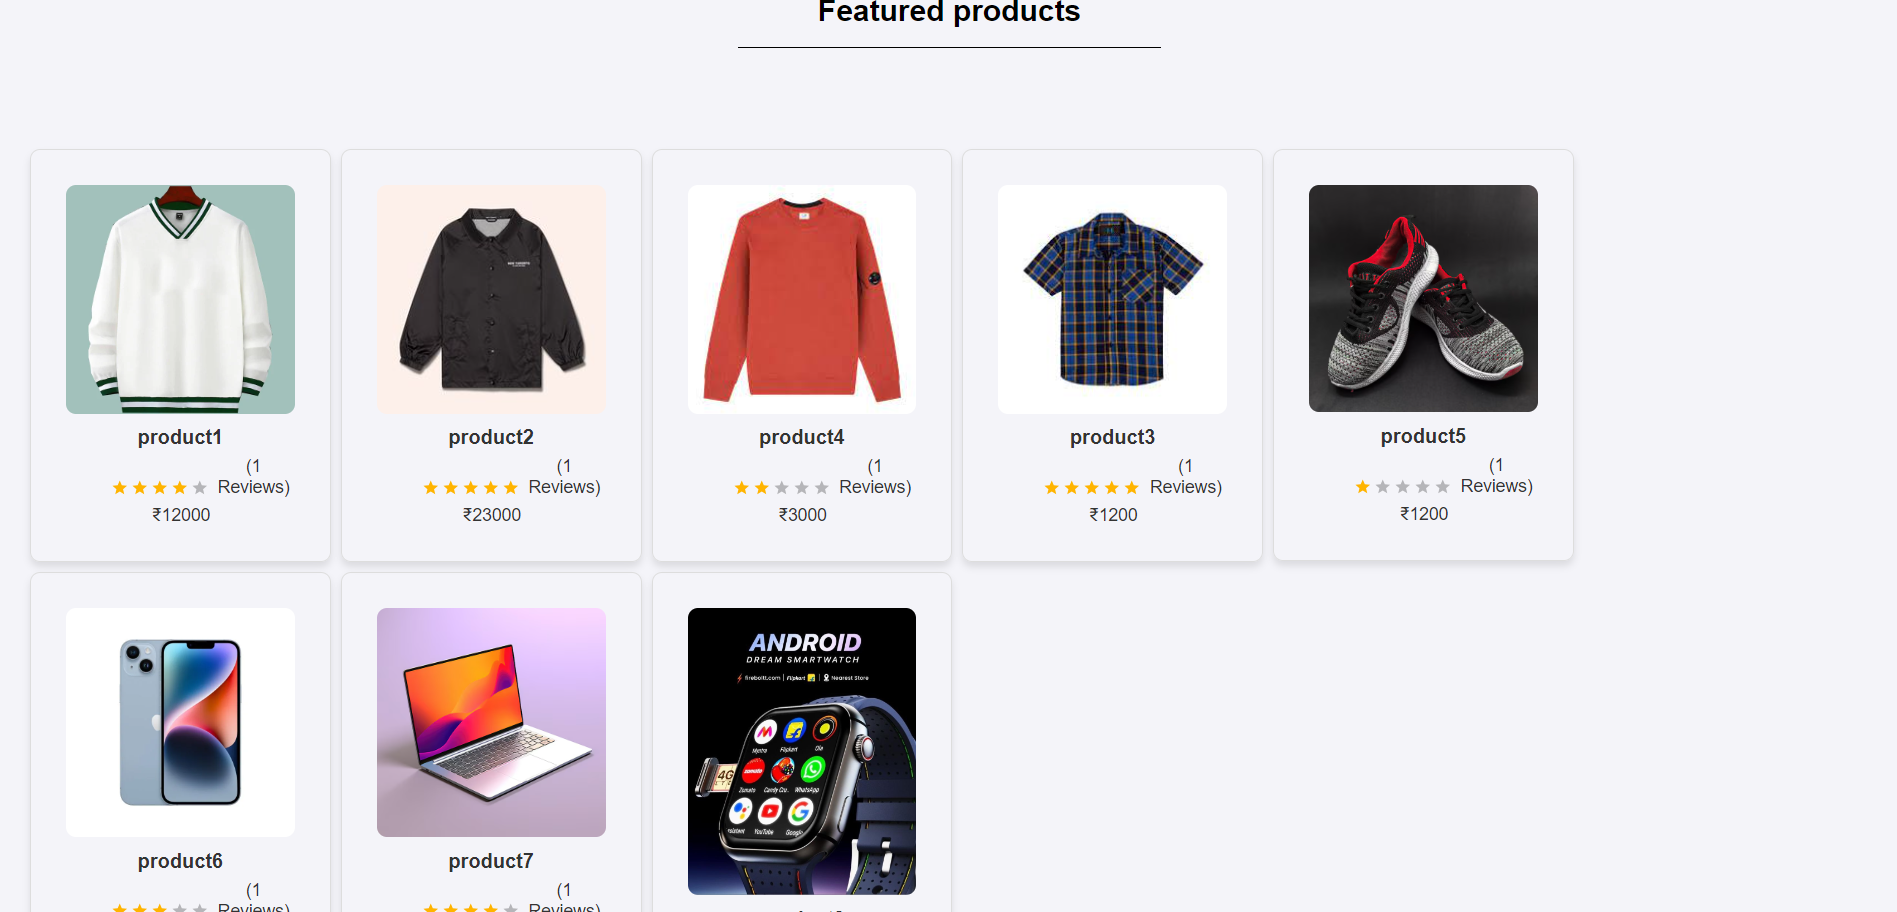 Featured products
product1
(1
Reviews)
₹12000
product2
(1
Reviews)
₹23000
product4
(1
Reviews)
₹3000
product3
(1
Reviews)
₹1200
product5
(1
Reviews)
₹1200
product6
(1
Reviews)
product7
(1
Reviews)
ANDROID
DREAM SMARTWATCH
fireboltt.com | Flipkart | Nearest Store
Myntra Flipkart Ola
4G
Zomato Candy Cru.. WhatsApp
YouTube Google